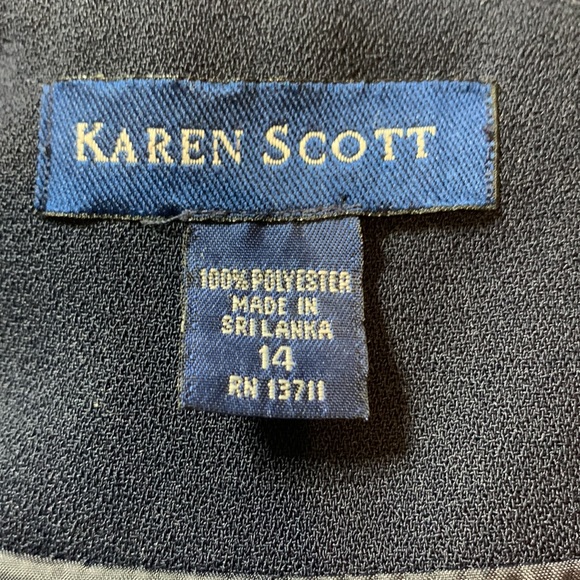 KAREN SCOTT
100% POLYESTER
MADE IN
SRI LANKA
14
RN 13711